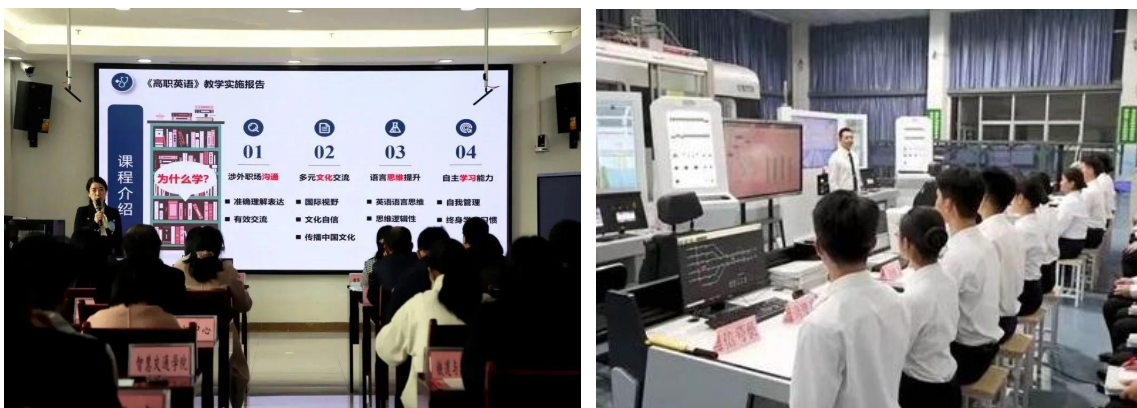 《高职英语》教学实施报告
课程介绍
为什么学?
01
涉外职场沟通
■ 准确理解表达
■ 有效交流
02
多元文化交流
■ 国际视野
■ 文化自信
■ 传播中国文化
03
语言思维提升
■ 英语语言思维
■ 思维逻辑性
04
自主学习能力
■ 自我管理
■ 终身学习习惯
中心
智慧交通学院
信号员